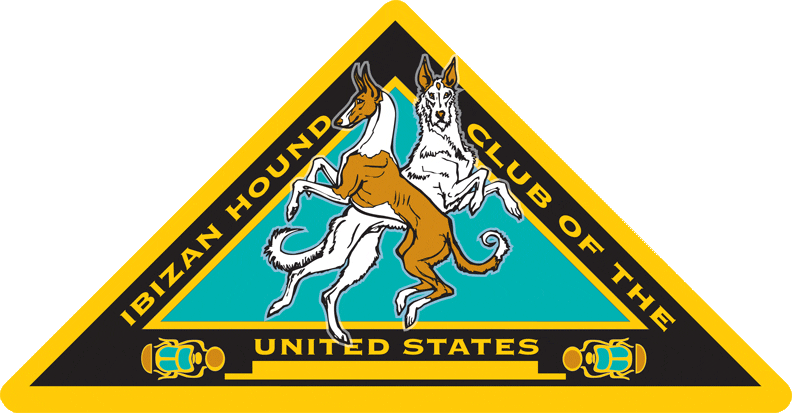 IBIZAN HOUND
CLUB OF THE
UNITED STATES